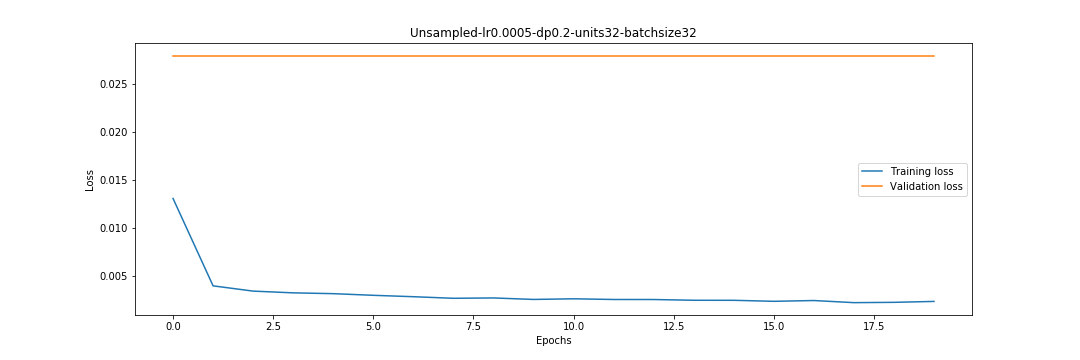 Unsampled-lr0.0005-dp0.2-units32-batchsize32
0.025
0.020
0.015
0.010
0.005
Loss
Training loss
Validation loss
0.0 2.5 5.0 7.5 10.0 12.5 15.0 17.5
Epochs